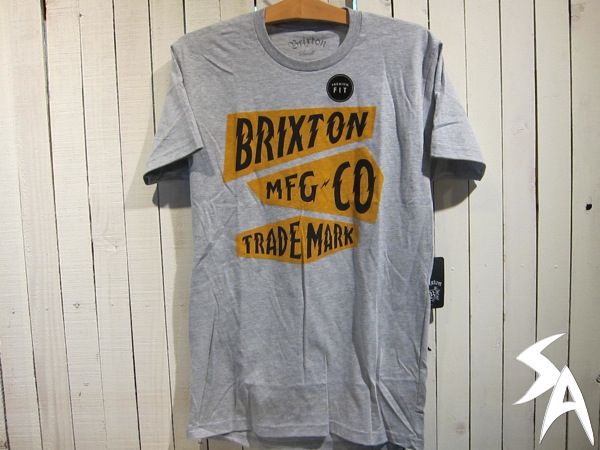 Brixton
PREMIUM
FIT
BRIXTON
MFG CO
TRADE MARK
SA